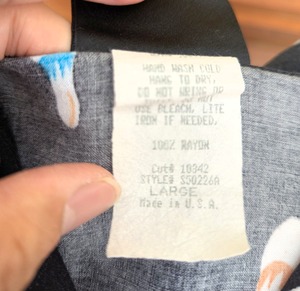 HAND WASH COLD
HANG TO DRY.
DO NOT WRING OR
USE BLEACH. LITE
IRON IF NEEDED.
100% RAYON
Cut# 10342
STYLE# S50226A
LARGE
Made in U.S.A.